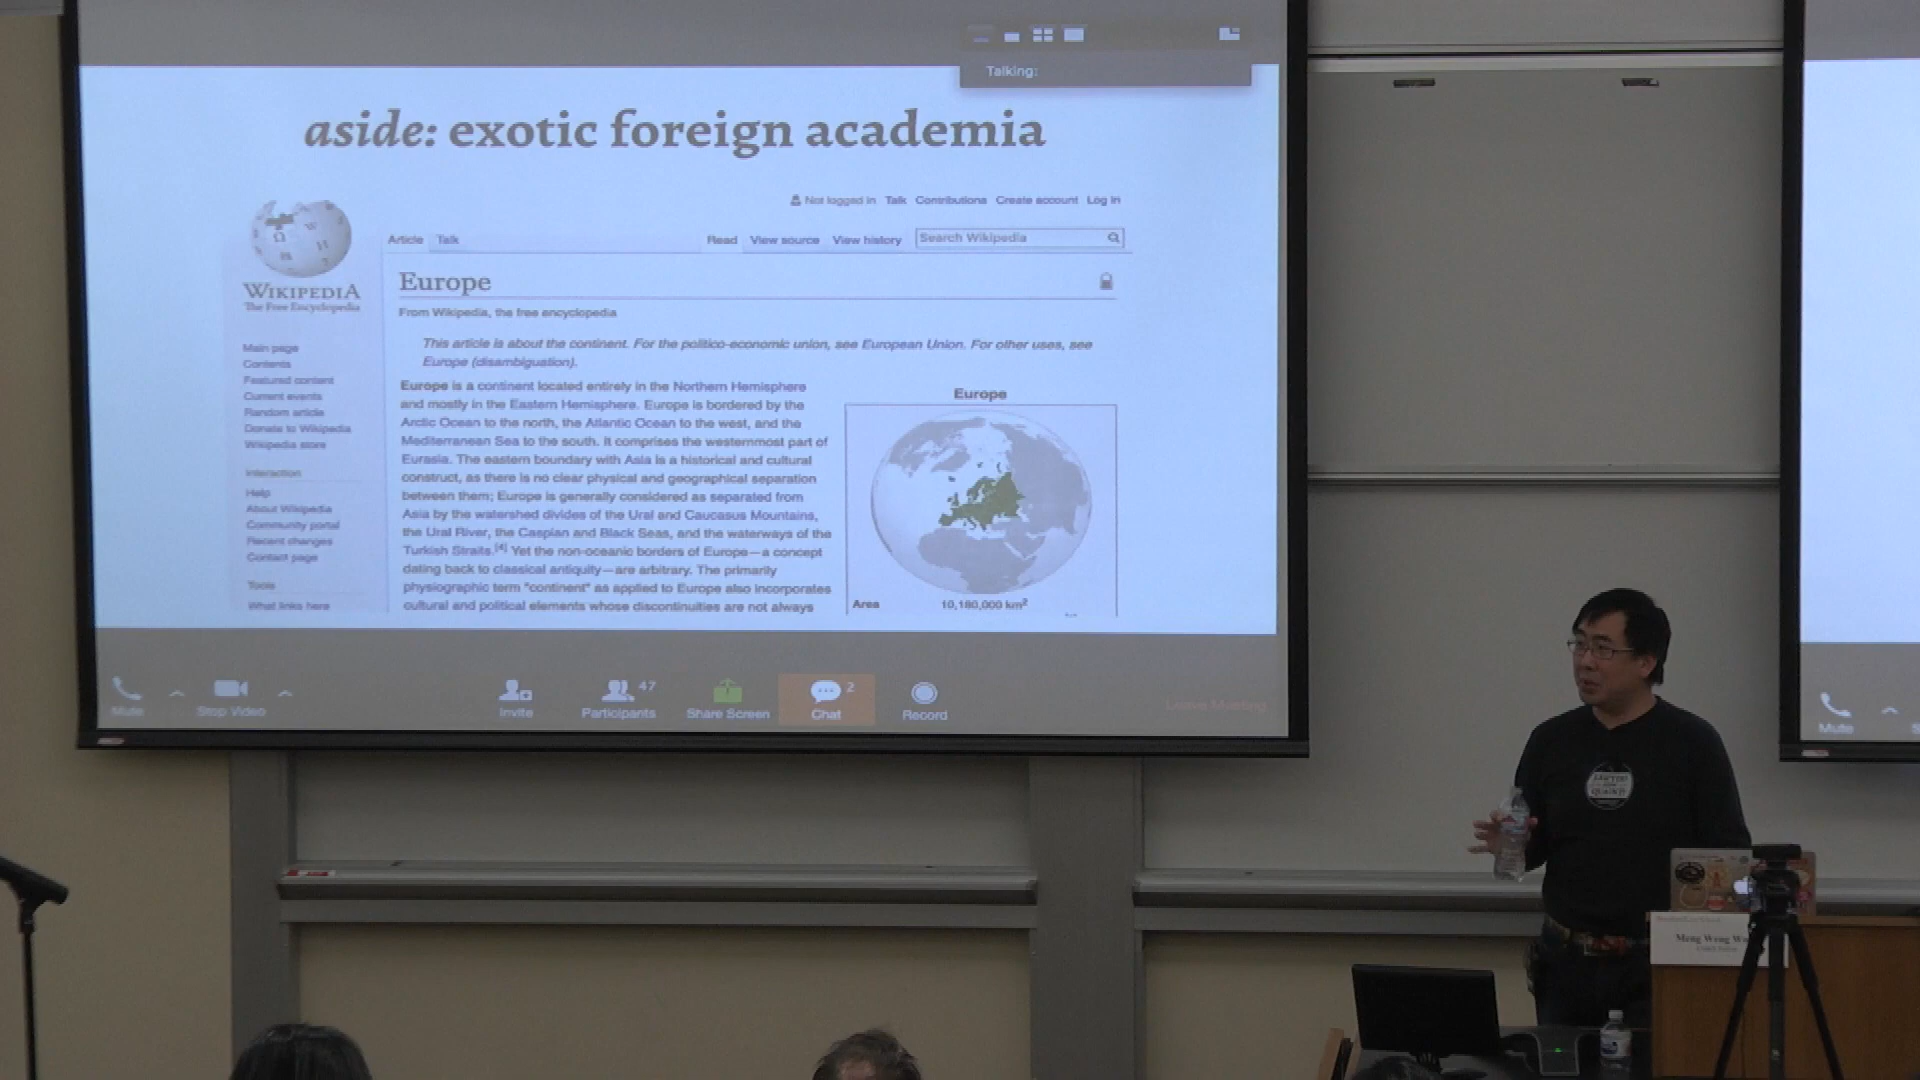 Talking:
aside: exotic foreign academia
Not logged in Talk Contributions Create account Log in
Article Talk Read View source View history Search Wikipedia
WIKIPEDIA
The Free Encyclopedia
Europe
From Wikipedia, the free encyclopedia
This article is about the continent. For the politico-economic union, see European Union. For other uses, see
Europe (disambiguation).
Main page
Contents
Featured content
Current events
Random article
Donate to Wikipedia
Wikipedia store
Interaction
Help
About Wikipedia
Community portal
Recent changes
Contact page
Tools
What links here
Europe is a continent located entirely in the Northern Hemisphere
and mostly in the Eastern Hemisphere. Europe is bordered by the
Arctic Ocean to the north, the Atlantic Ocean to the west, and the
Mediterranean Sea to the south. It comprises the westernmost part of
Eurasia. The eastern boundary with Asia is a historical and cultural
construct, as there is no clear physical and geographical separation
between them; Europe is generally considered as separated from
Asia by the watershed divides of the Ural and Caucasus Mountains,
the Ural River, the Caspian and Black Seas, and the waterways of the
Turkish Straits.[4] Yet the non-oceanic borders of Europe—a concept
dating back to classical antiquity—are arbitrary. The primarily
physiographic term "continent" as applied to Europe also incorporates
cultural and political elements whose discontinuities are not always
Europe
Area 10,180,000 km²
Mute Stop Video Invite Participants 47 Share Screen Chat 2 Record Leave Meeting
Mute
Meng Weng